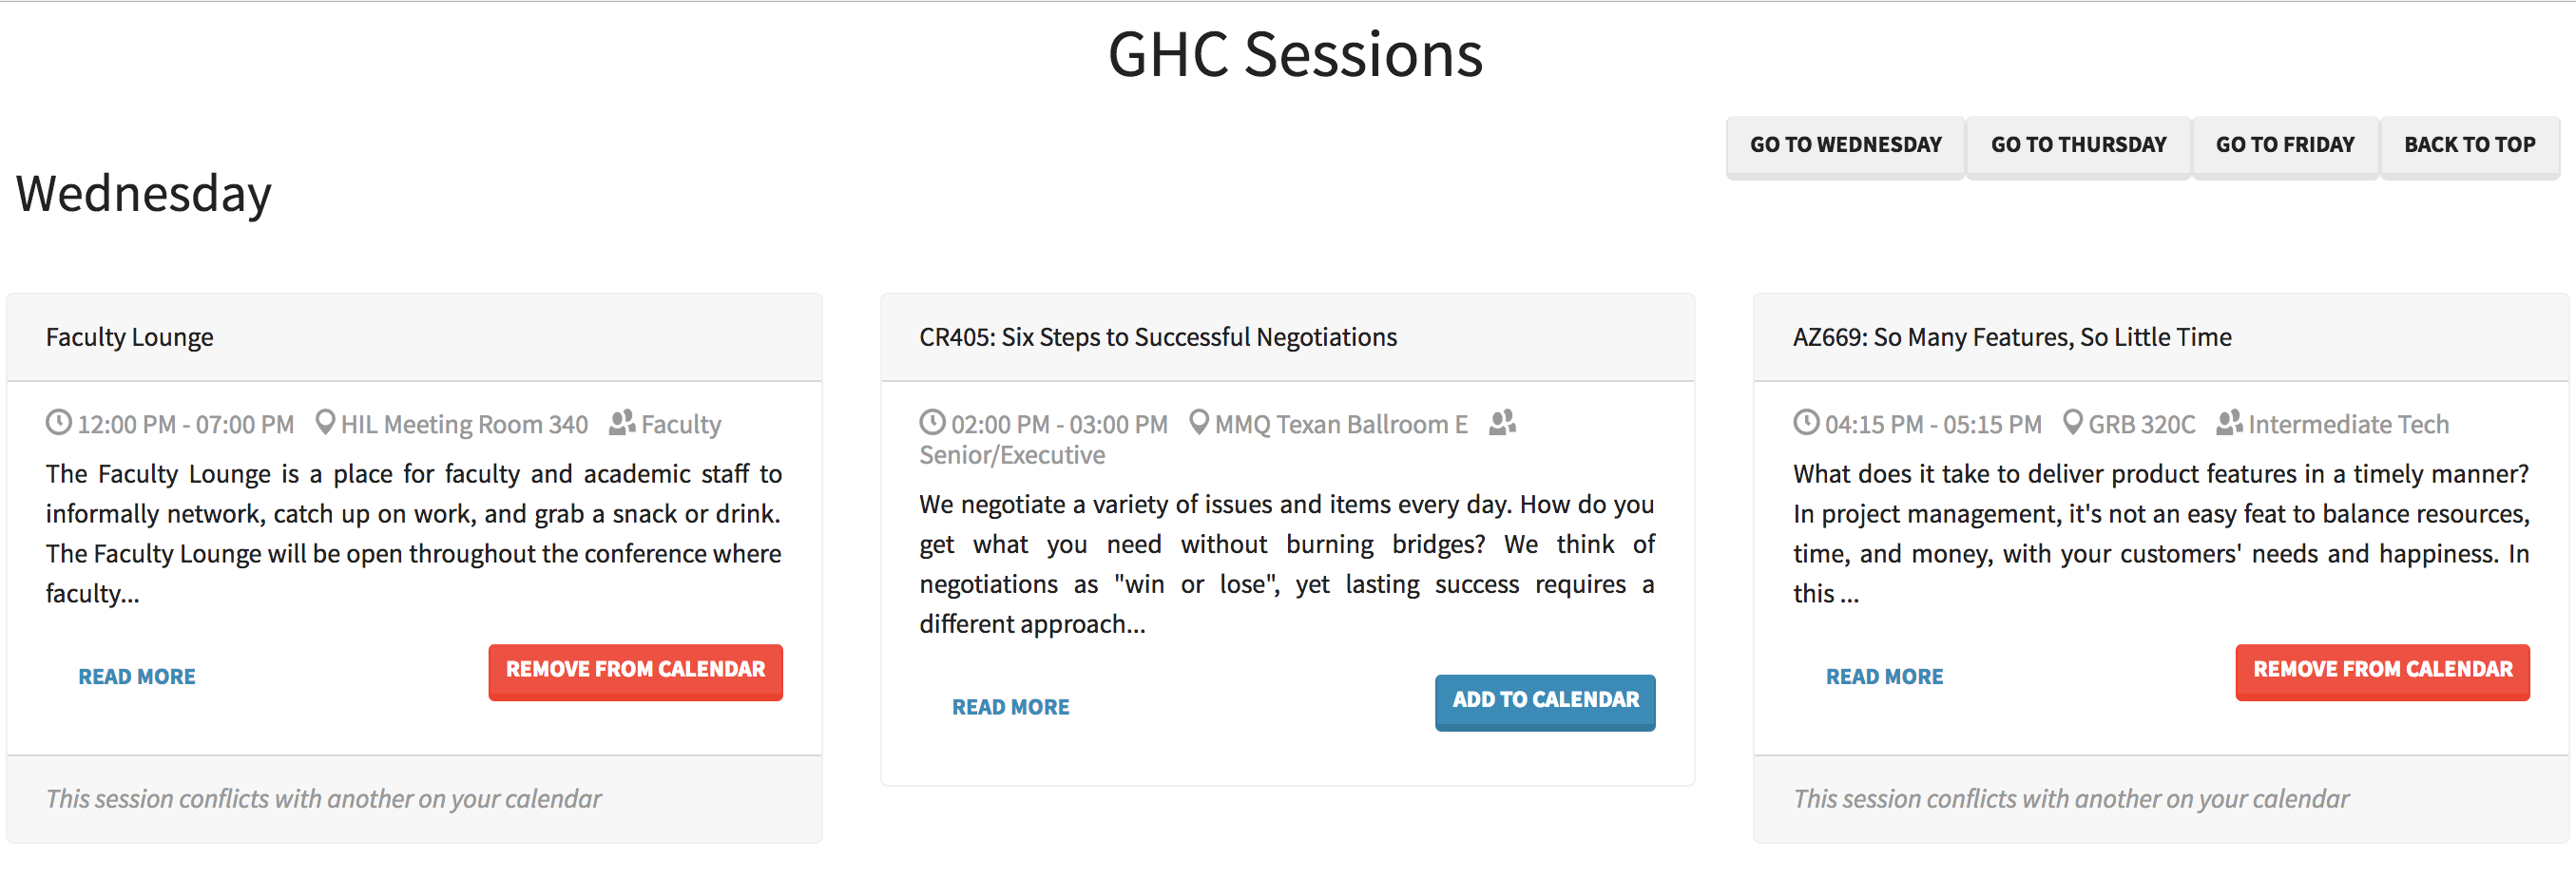 GHC Sessions
GO TO WEDNESDAY
GO TO THURSDAY
GO TO FRIDAY
BACK TO TOP
Wednesday
Faculty Lounge
12:00 PM - 07:00 PM HIL Meeting Room 340 Faculty
The Faculty Lounge is a place for faculty and academic staff to
informally network, catch up on work, and grab a snack or drink.
The Faculty Lounge will be open throughout the conference where
faculty...
READ MORE
REMOVE FROM CALENDAR
This session conflicts with another on your calendar
CR405: Six Steps to Successful Negotiations
02:00 PM - 03:00 PM MMQ Texan Ballroom E
Senior/Executive
We negotiate a variety of issues and items every day. How do you
get what you need without burning bridges? We think of
negotiations as "win or lose", yet lasting success requires a
different approach...
READ MORE
ADD TO CALENDAR
AZ669: So Many Features, So Little Time
04:15 PM - 05:15 PM GRB 320C Intermediate Tech
What does it take to deliver product features in a timely manner?
In project management, it's not an easy feat to balance resources,
time, and money, with your customers' needs and happiness. In
this ...
READ MORE
REMOVE FROM CALENDAR
This session conflicts with another on your calendar